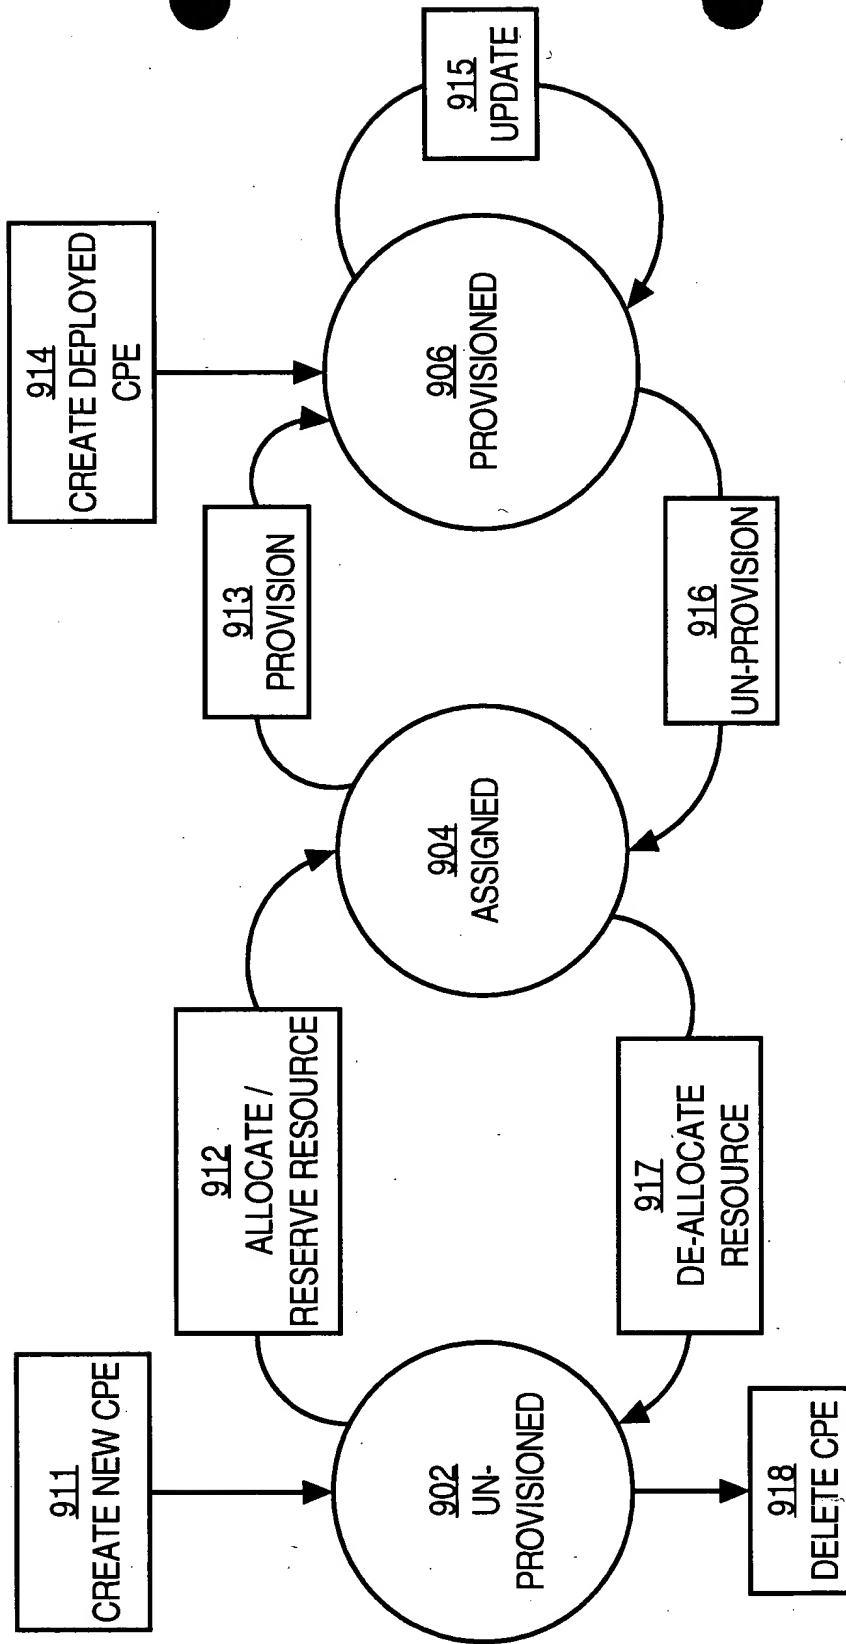 911
CREATE NEW CPE
914
CREATE DEPLOYED
CPE
912
ALLOCATE /
RESERVE RESOURCE
913
PROVISION
902
UN-
PROVISIONED
904
ASSIGNED
906
PROVISIONED
915
UPDATE
917
DE-ALLOCATE
RESOURCE
916
UN-PROVISION
918
DELETE CPE